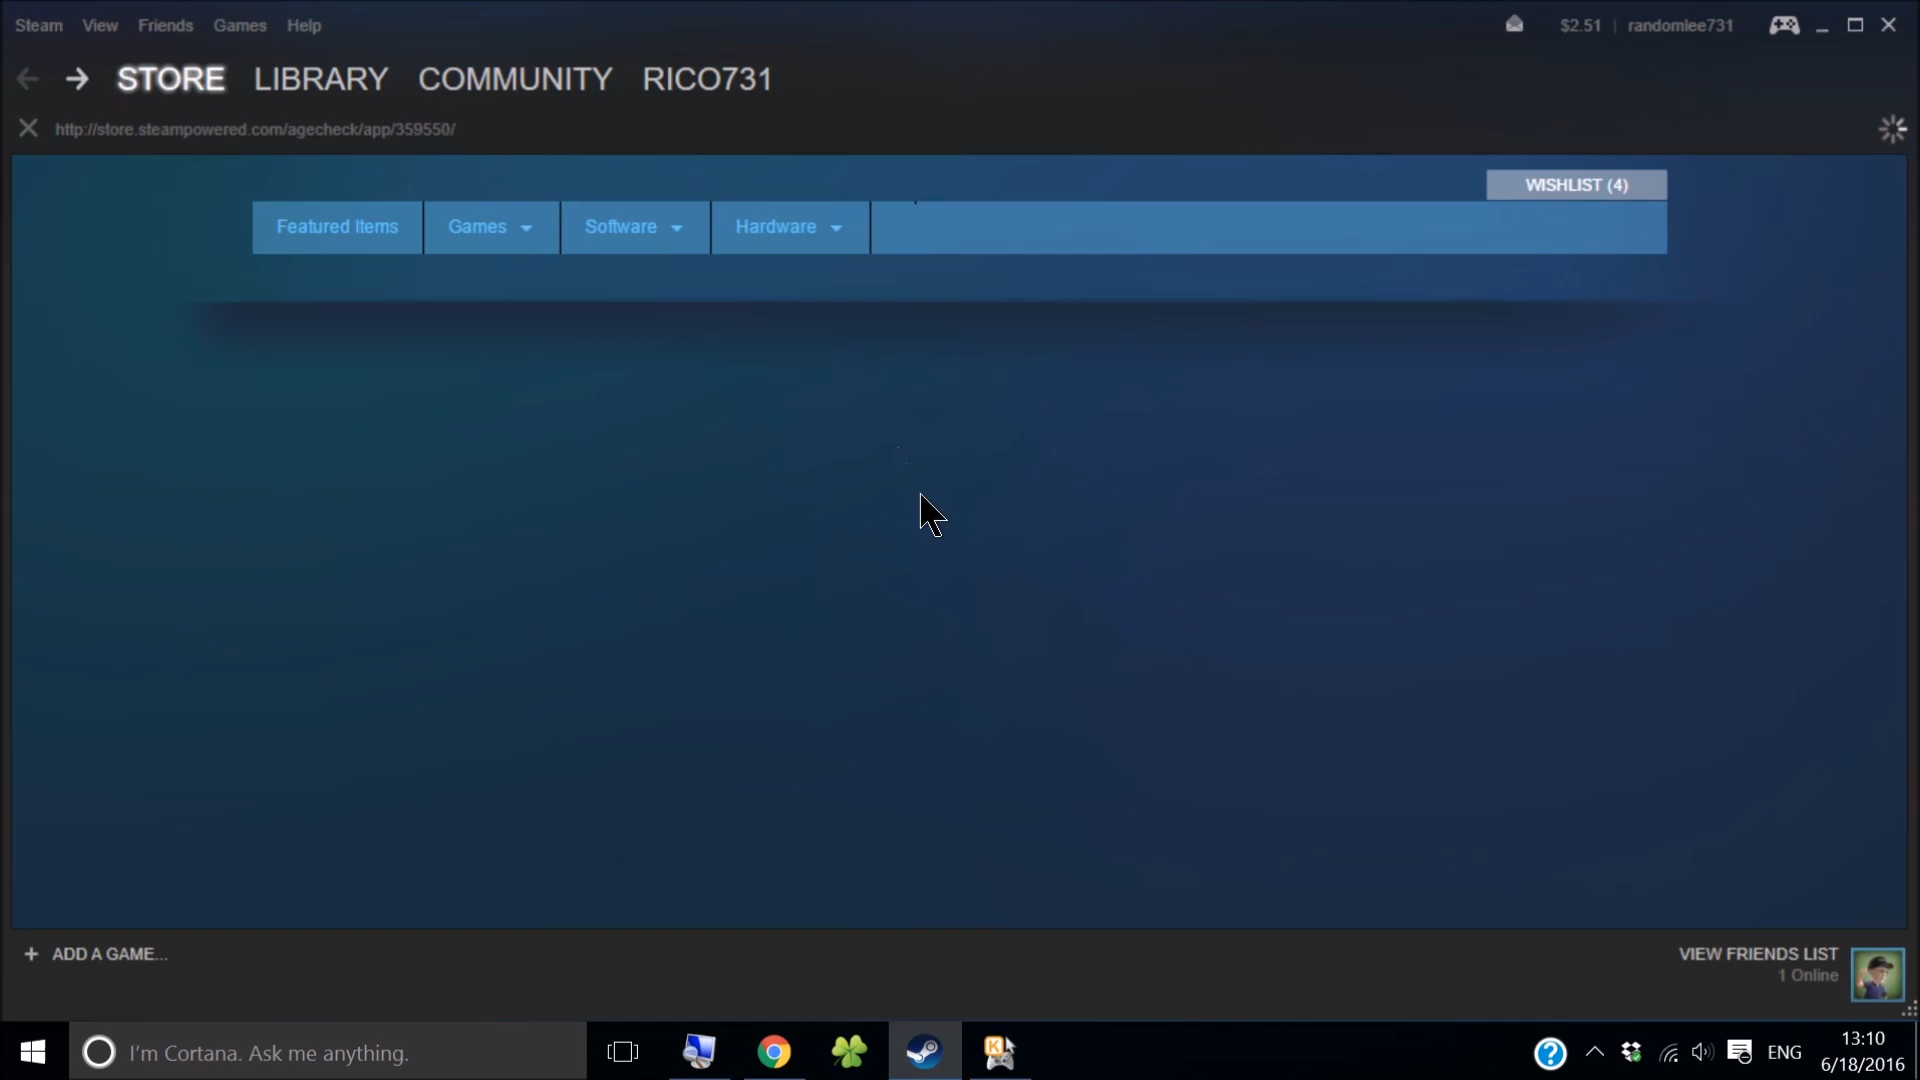 Steam View Friends Games Help
$2.51 | randomlee731
STORE LIBRARY COMMUNITY RICO731
http://store.steampowered.com/agecheck/app/359550/
WISHLIST (4)
Featured Items Games Software Hardware
+ ADD A GAME...
VIEW FRIENDS LIST
1 Online
I'm Cortana. Ask me anything.
ENG
13:10
6/18/2016